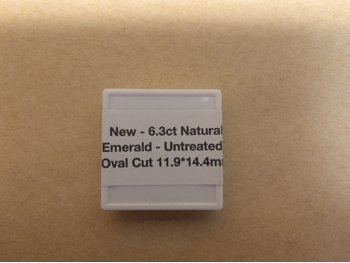 New - 6.3ct Natural
Emerald - Untreated
Oval Cut 11.9*14.4m